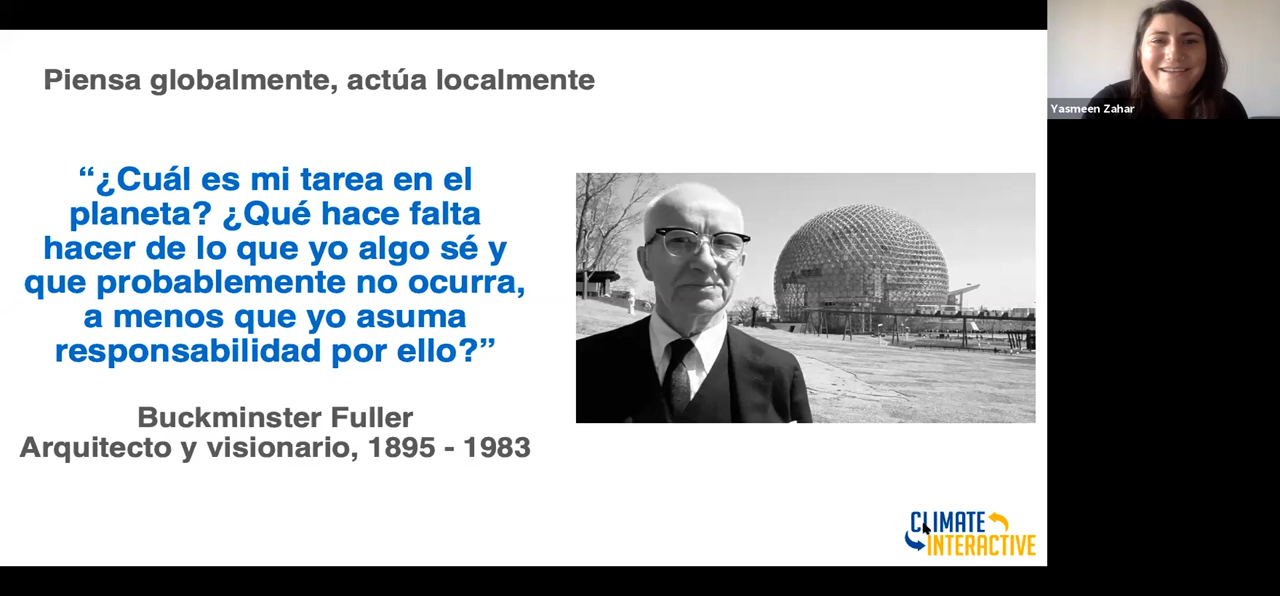 Piensa globalmente, actúa localmente
“¿Cuál es mi tarea en el
planeta? ¿Qué hace falta
hacer de lo que yo algo sé y
que probablemente no ocurra,
a menos que yo asuma
responsabilidad por ello?”
Buckminster Fuller
Arquitecto y visionario, 1895 - 1983
CLIMATE
INTERACTIVE
Yasmeen Zahar